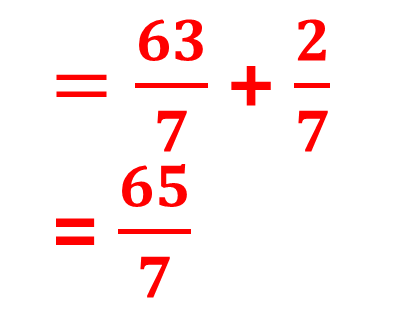 = 63/7 + 2/7
= 65/7